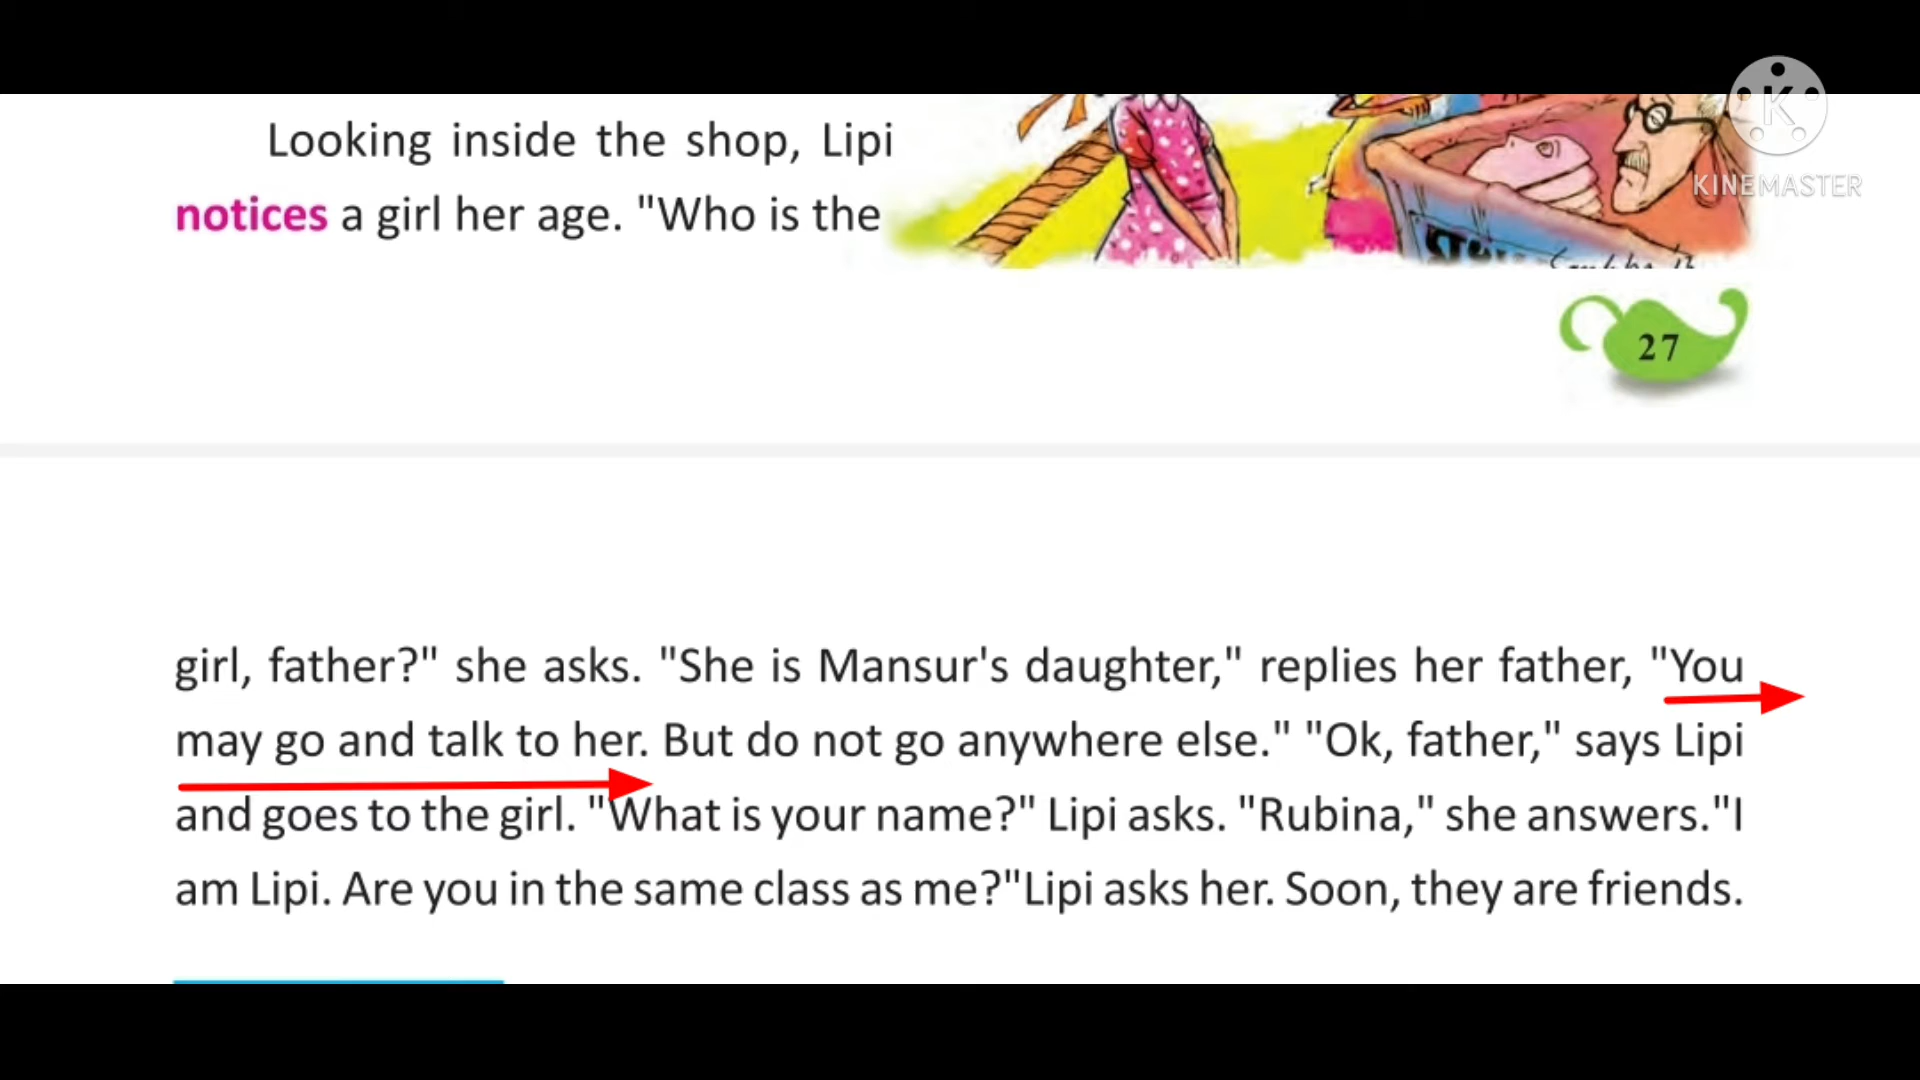 Looking inside the shop, Lipi
notices a girl her age. "Who is the
K
KINEMASTER
27
girl, father?" she asks. "She is Mansur's daughter," replies her father, "You
may go and talk to her. But do not go anywhere else." "Ok, father," says Lipi
and goes to the girl. "What is your name?" Lipi asks. "Rubina," she answers."I
am Lipi. Are you in the same class as me?"Lipi asks her. Soon, they are friends.